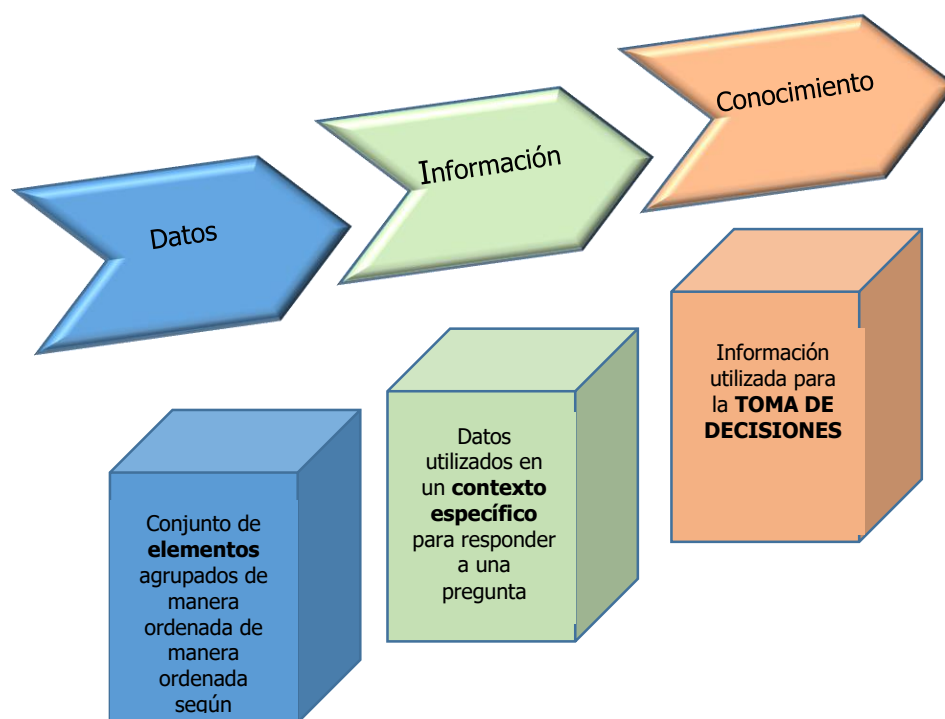 Datos
Información
Conocimiento
Conjunto de
elementos
agrupados de
manera
ordenada de
manera
ordenada
según
Datos
utilizados en
un contexto
específico
para responder
a una
pregunta
Información
utilizada para
la TOMA DE
DECISIONES